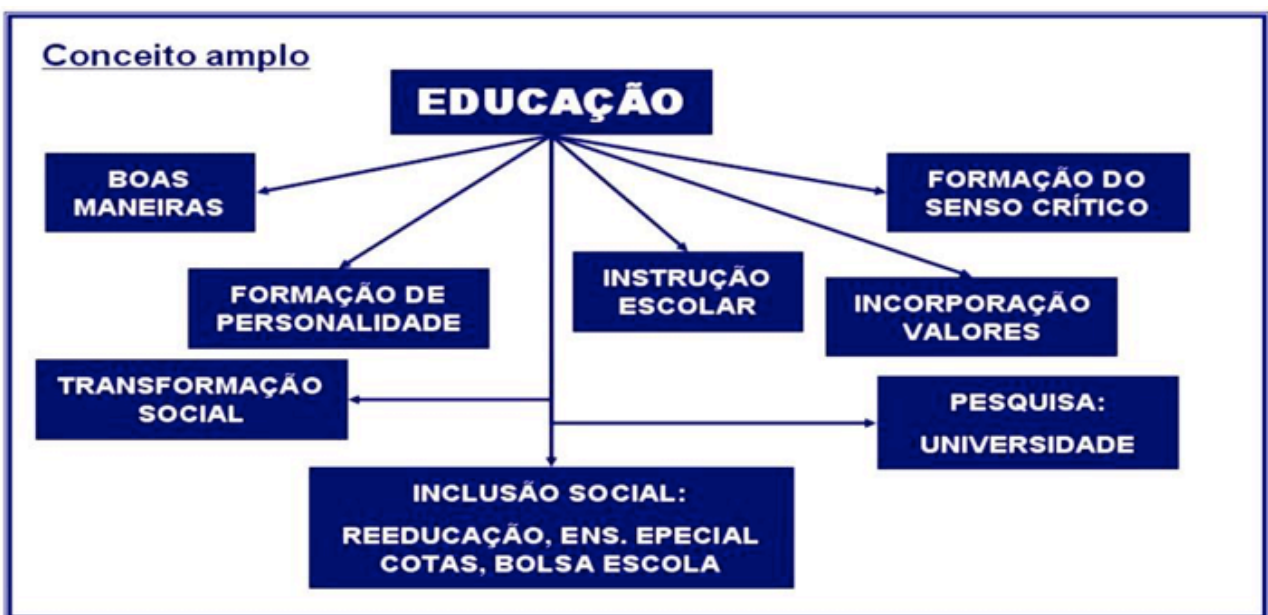 Conceito amplo
EDUCAÇÃO
BOAS
MANEIRAS
FORMAÇÃO DO
SENSO CRÍTICO
FORMAÇÃO DE
PERSONALIDADE
INSTRUÇÃO
ESCOLAR
INCORPORAÇÃO
VALORES
TRANSFORMAÇÃO
SOCIAL
PESQUISA:
UNIVERSIDADE
INCLUSÃO SOCIAL:
REEDUCAÇÃO, ENS. EPECIAL
COTAS, BOLSA ESCOLA